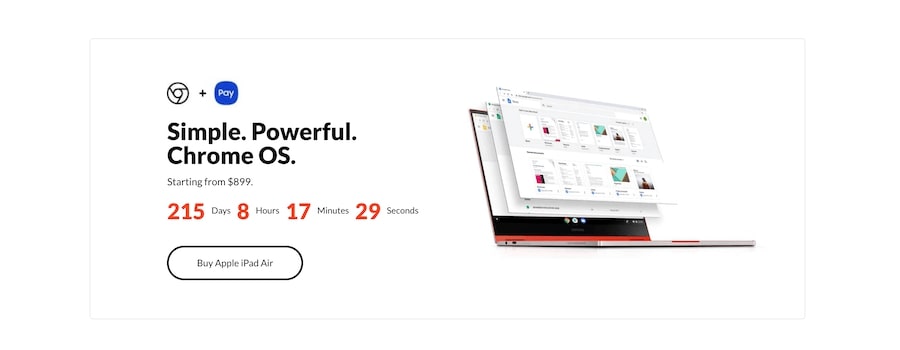 + Pay
Simple. Powerful.
Chrome OS.
Starting from $899.
215 Days 8 Hours 17 Minutes 29 Seconds
Buy Apple iPad Air